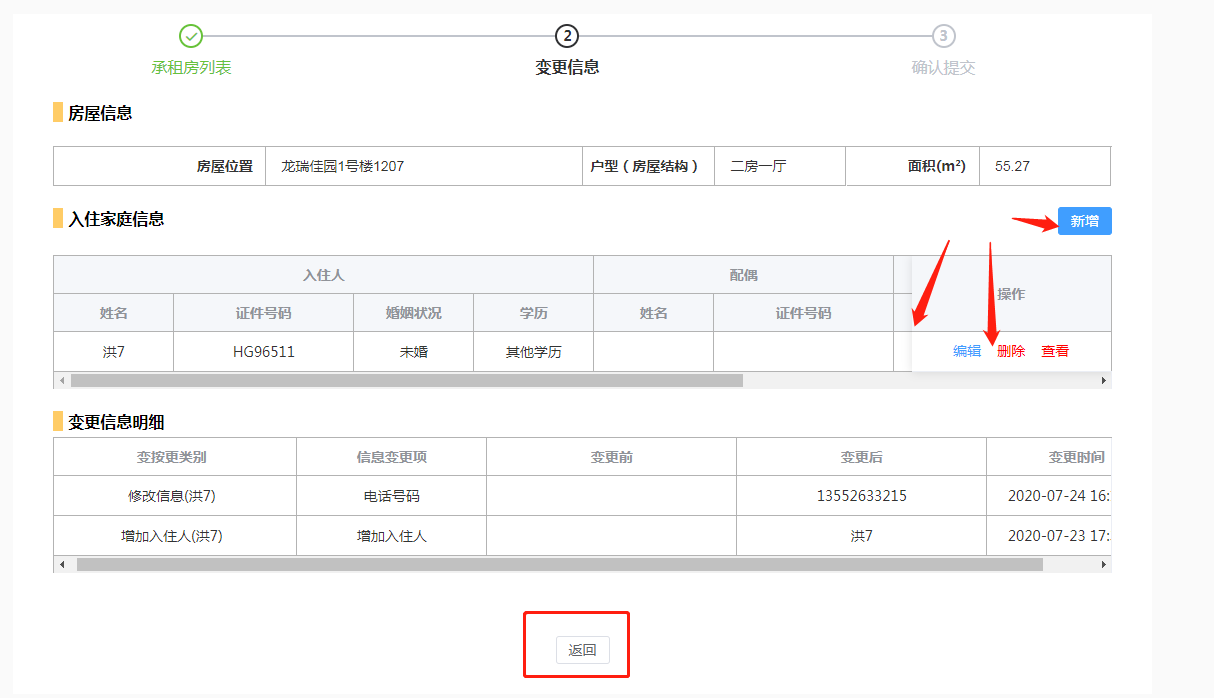 2
3
承租房列表
变更信息
确认提交
房屋信息
房屋位置 龙瑞佳园1号楼1207 户型(房屋结构) 二房一厅 面积(m²) 55.27
入住家庭信息
新增
入住人 配偶 操作
姓名 证件号码 婚姻状况 学历 姓名 证件号码
洪7 HG96511 未婚 其他学历 编辑 删除 查看
变更信息明细
变按更类别 信息变更项 变更前 变更后 变更时间
修改信息(洪7) 电话号码 13552633215 2020-07-24 16:
增加入住人(洪7) 增加入住人 洪7 2020-07-23 17:
返回